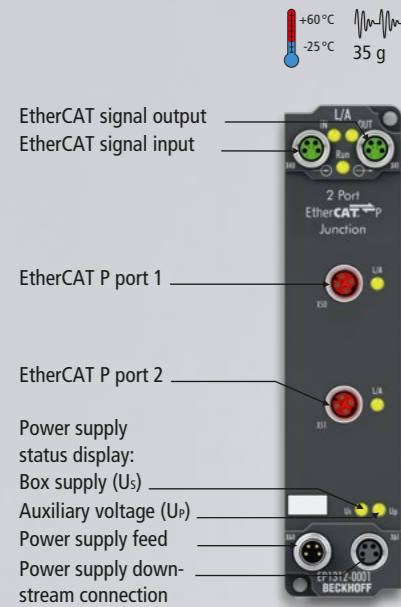 +60 °C
-25 °C
35 g
EtherCAT signal output
EtherCAT signal input
EtherCAT P port 1
EtherCAT P port 2
Power supply
status display:
Box supply (Us)
Auxiliary voltage (UP)
Power supply feed
Power supply down-
stream connection
L/A
IN OUT
Run
2 Port
EtherCAT P
Junction
L/A
X50
L/A
X51
Us Up
EP1312-0001
BECKHOFF